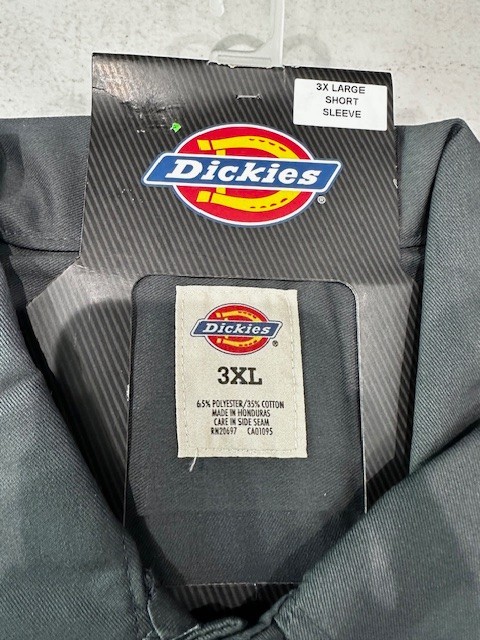 3X LARGE
SHORT
SLEEVE
Dickies
®
Dickies
®
3XL
65% POLYESTER/35% COTTON
MADE IN HONDURAS
CARE IN SIDE SEAM
RN20697 CA01095